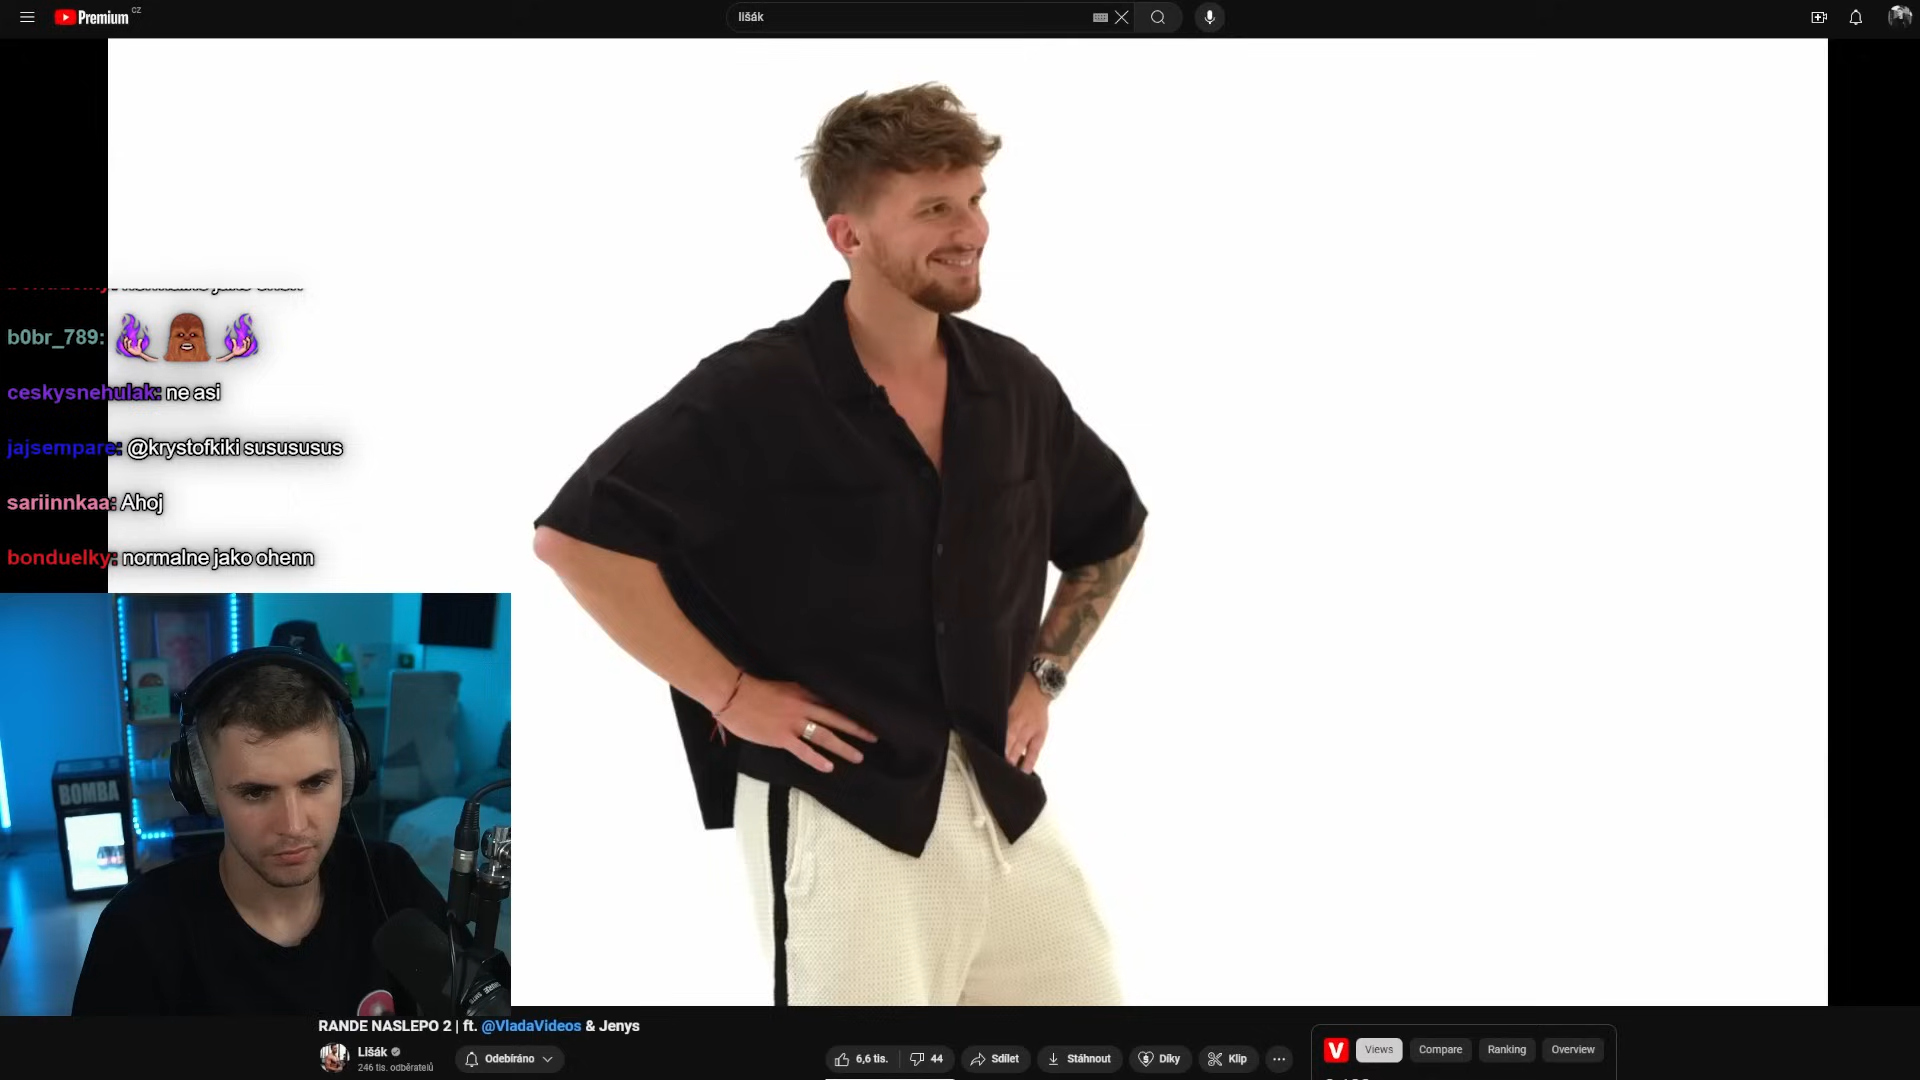 Premium CZ
lišák
b0br_789:
ceskysnehulak: ne asi
jajsempare: @krystofkiki susususus
sariinnkaa: Ahoj
bonduelky: normalne jako ohenn
BOMBA
RANDE NASLEPO 2 | ft. @VladaVideos & Jenys
Lišák
246 tis. odběratelů
Odebíráno
6,6 tis.
44
Sdílet
Stáhnout
Díky
Klip
V
Views
Compare
Ranking
Overview